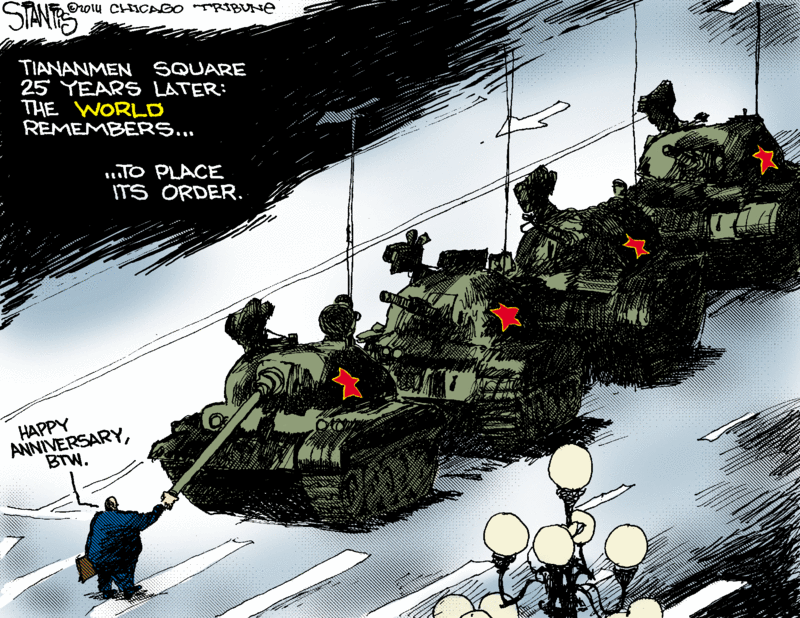 STANTIS ©2014 CHICAGO TRIBUNE
TIANANMEN SQUARE
25 YEARS LATER:
THE WORLD
REMEMBERS...
...TO PLACE
ITS ORDER.
HAPPY
ANNIVERSARY,
BTW.